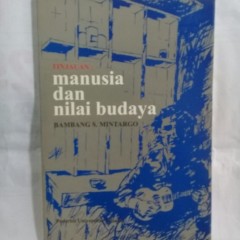 TINJAUAN
manusia
dan
nilai budaya
BAMBANG S. MINTARGO